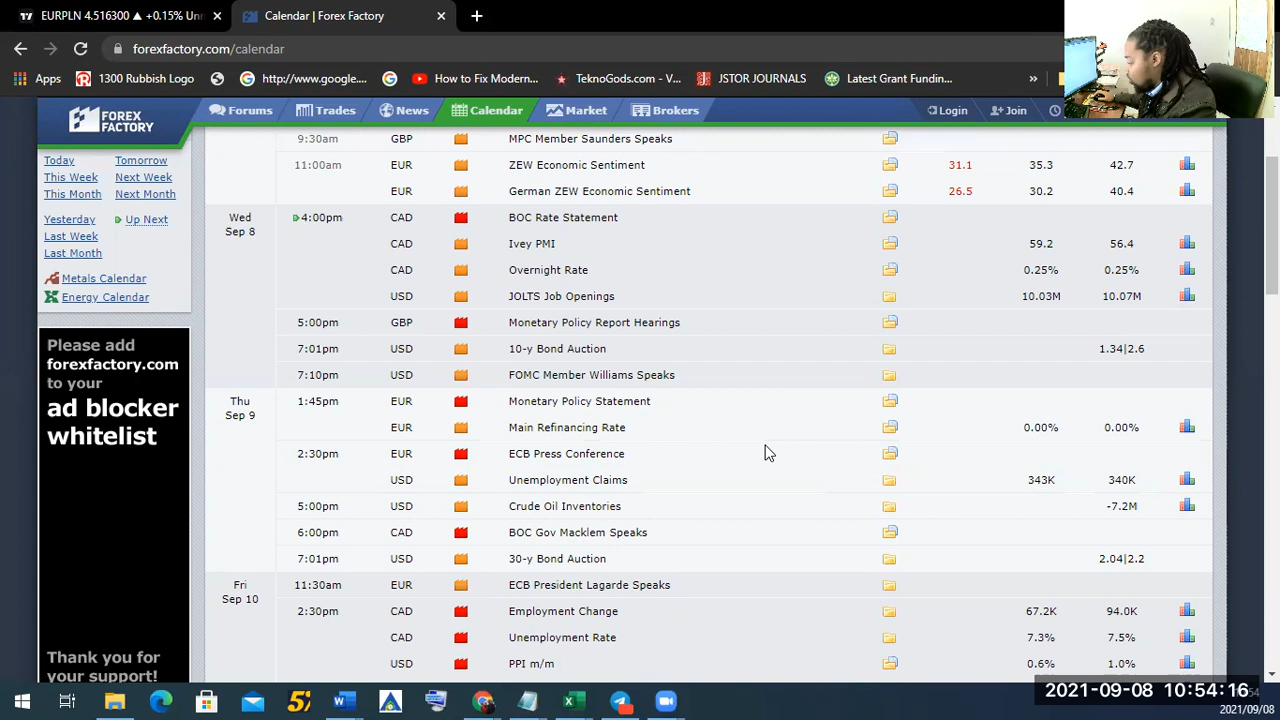 EURPLN 4.516300 ▲ +0.15% Un
Calendar | Forex Factory
forexfactory.com/calendar
Apps
1300 Rubbish Logo
http://www.google....
How to Fix Modern...
TeknoGods.com - V...
JSTOR JOURNALS
Latest Grant Fundin...
»
FOREX FACTORY
Forums
Trades
News
Calendar
Market
Brokers
Login
Join
Today Tomorrow
This Week Next Week
This Month Next Month
Yesterday Up Next
Last Week
Last Month
Metals Calendar
Energy Calendar
Please add
forexfactory.com
to your
ad blocker
whitelist
Thank you for
your support!
9:30am GBP MPC Member Saunders Speaks
11:00am EUR ZEW Economic Sentiment 31.1 35.3 42.7
EUR German ZEW Economic Sentiment 26.5 30.2 40.4
Wed Sep 8 4:00pm CAD BOC Rate Statement
CAD Ivey PMI 59.2 56.4
CAD Overnight Rate 0.25% 0.25%
USD JOLTS Job Openings 10.03M 10.07M
5:00pm GBP Monetary Policy Report Hearings
7:01pm USD 10-y Bond Auction 1.34|2.6
7:10pm USD FOMC Member Williams Speaks
Thu Sep 9 1:45pm EUR Monetary Policy Statement
EUR Main Refinancing Rate 0.00% 0.00%
2:30pm EUR ECB Press Conference
USD Unemployment Claims 343K 340K
5:00pm USD Crude Oil Inventories -7.2M
6:00pm CAD BOC Gov Macklem Speaks
7:01pm USD 30-y Bond Auction 2.04|2.2
Fri Sep 10 11:30am EUR ECB President Lagarde Speaks
2:30pm CAD Employment Change 67.2K 94.0K
CAD Unemployment Rate 7.3% 7.5%
USD PPI m/m 0.6% 1.0%
2021-09-08 10:54:16
2021/09/08